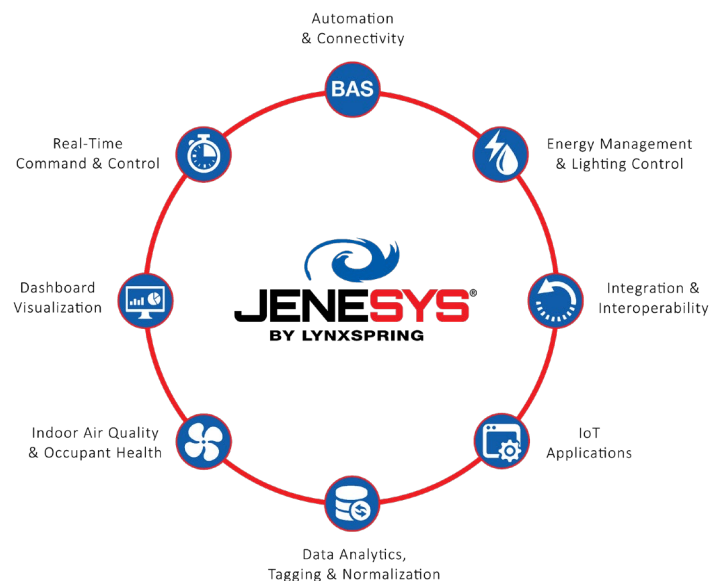 Automation
& Connectivity
BAS
Energy Management
& Lighting Control
Real-Time
Command & Control
Dashboard
Visualization
JENESYS®
BY LYNXSPRING
Integration &
Interoperability
Indoor Air Quality
& Occupant Health
IoT
Applications
Data Analytics,
Tagging & Normalization